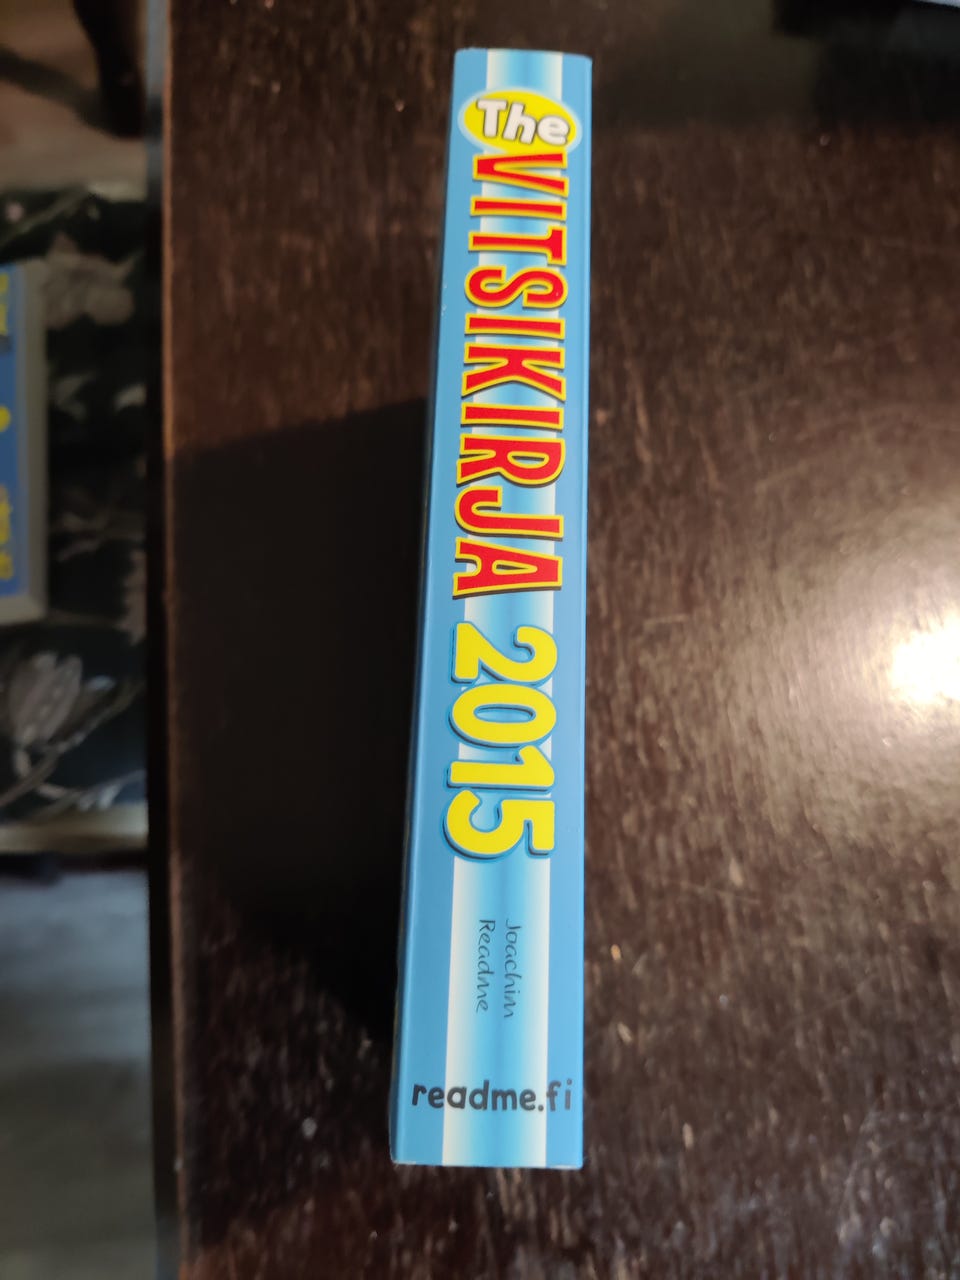 The
VITSIKIRJA 2015
Joachim
Readme
readme.fi